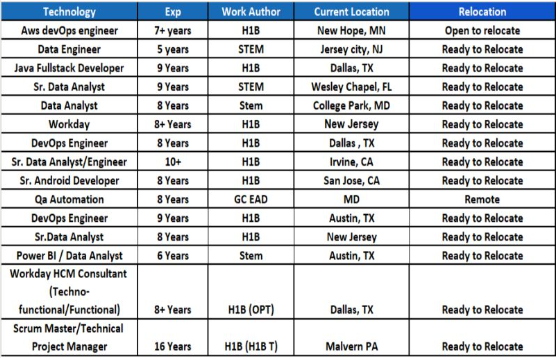 Technology Exp Work Author Current Location Relocation
Aws devOps engineer 7+ years H1B New Hope, MN Open to relocate
Data Engineer 5 years STEM Jersey city, NJ Ready to Relocate
Java Fullstack Developer 9 Years H1B Dallas, TX Ready to Relocate
Sr. Data Analyst 9 Years STEM Wesley Chapel, FL Ready to Relocate
Data Analyst 8 Years Stem College Park, MD Ready to Relocate
Workday 8+ Years H1B New Jersey Ready to Relocate
DevOps Engineer 8 Years H1B Dallas , TX Ready to Relocate
Sr. Data Analyst/Engineer 10+ H1B Irvine, CA Ready to Relocate
Sr. Android Developer 8 Years H1B San Jose, CA Ready to Relocate
Qa Automation 8 Years GC EAD MD Remote
DevOps Engineer 9 Years H1B Austin, TX Ready to Relocate
Sr.Data Analyst 8 Years H1B New Jersey Ready to Relocate
Power BI / Data Analyst 6 Years Stem Austin, TX Ready to Relocate
Workday HCM Consultant
(Techno-
functional/Functional) 8+ Years H1B (OPT) Dallas, TX Ready to Relocate
Scrum Master/Technical
Project Manager 16 Years H1B (H1B T) Malvern PA Ready to Relocate